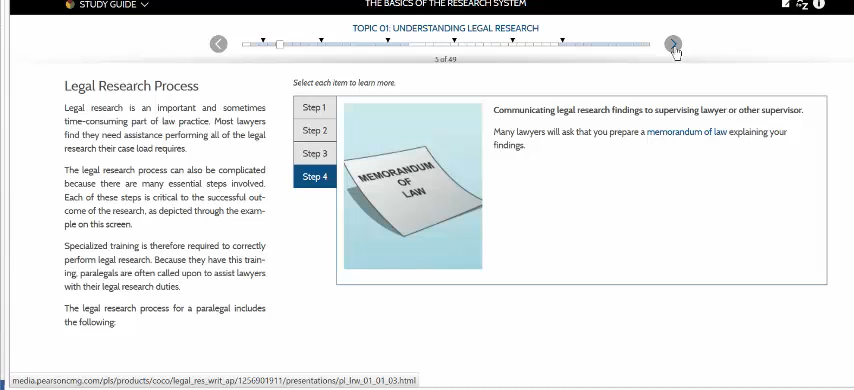 STUDY GUIDE
THE BASICS OF THE RESEARCH SYSTEM
TOPIC 01: UNDERSTANDING LEGAL RESEARCH
5 of 49
Legal Research Process
Legal research is an important and sometimes
time-consuming part of law practice. Most lawyers
find they need assistance performing all of the legal
research their case load requires.
The legal research process can also be complicated
because there are many essential steps involved.
Each of these steps is critical to the successful out-
come of the research, as depicted through the exam-
ple on this screen.
Specialized training is therefore required to correctly
perform legal research. Because they have this train-
ing, paralegals are often called upon to assist lawyers
with their legal research duties.
The legal research process for a paralegal includes
the following:
Select each item to learn more.
Step 1
Step 2
Step 3
Step 4
MEMORANDUM
OF
LAW
Communicating legal research findings to supervising lawyer or other supervisor.
Many lawyers will ask that you prepare a memorandum of law explaining your
findings.
media.pearsoncmg.com/pls/products/coco/legal_res_writ_ap/1256901911/presentations/pl_lrw_01_01_03.html